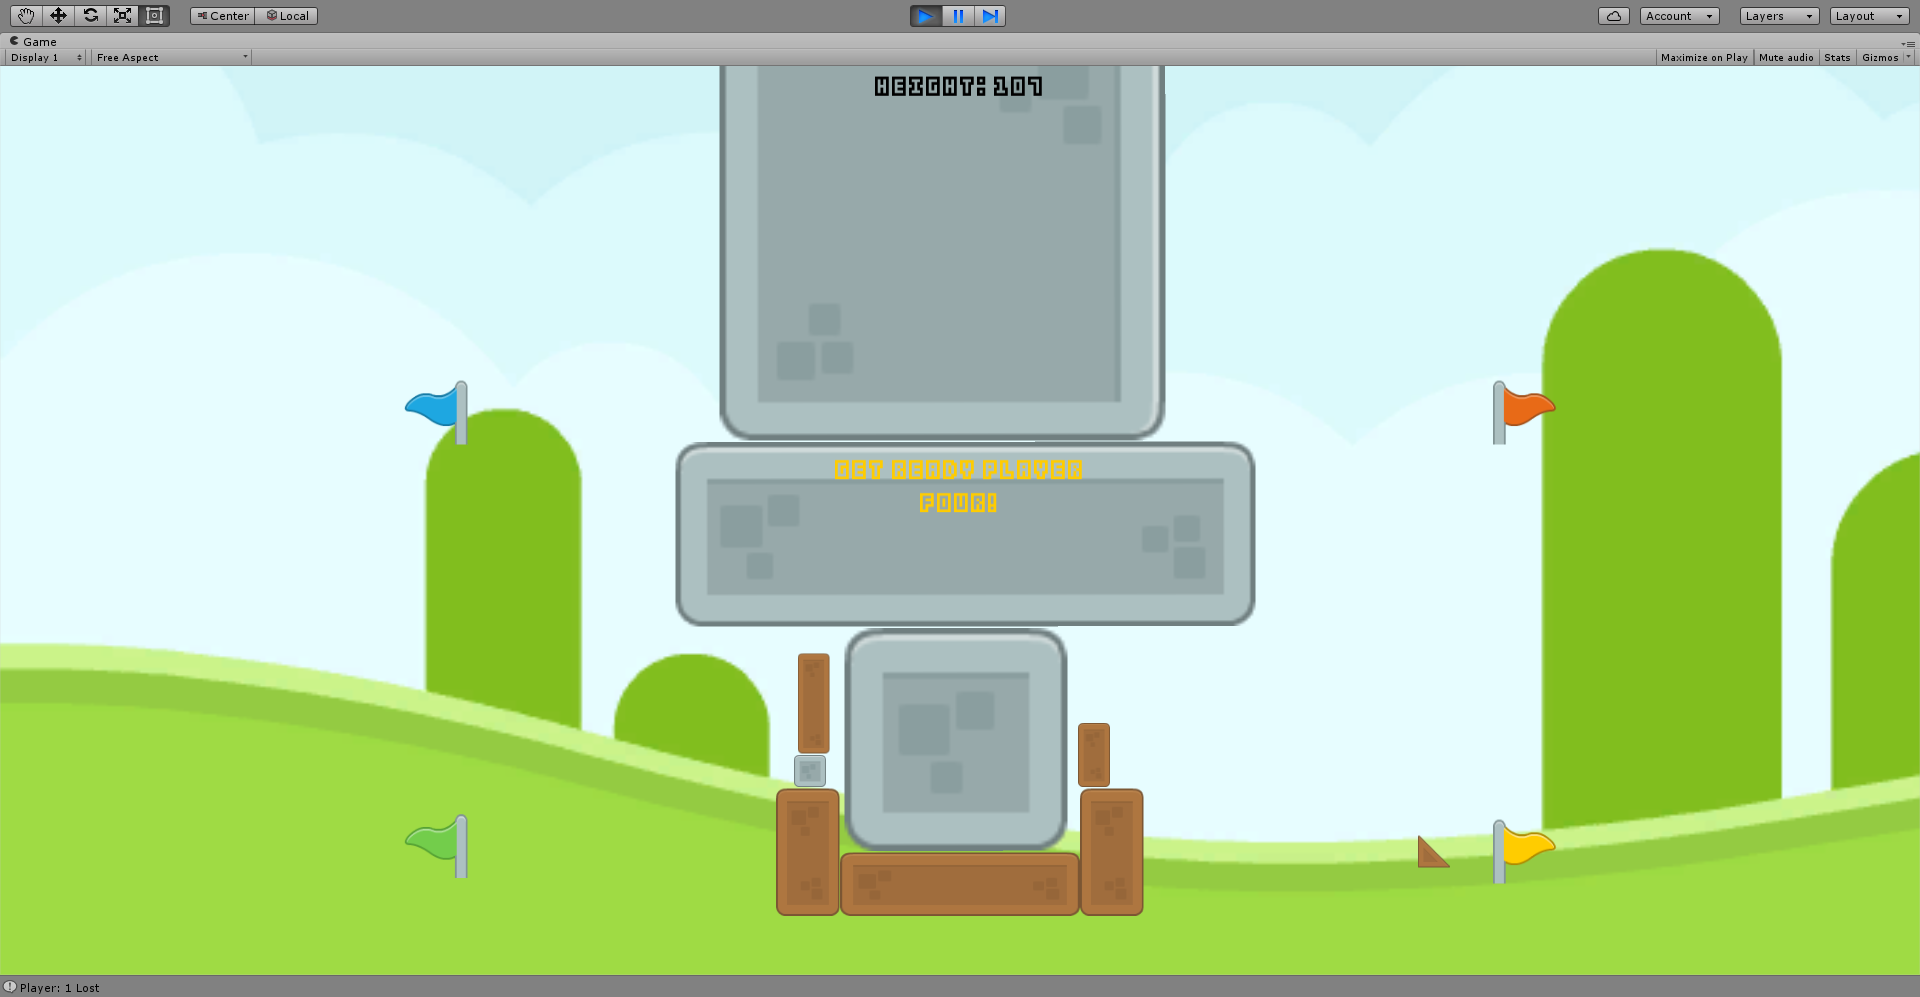 Center Local Account Layers Layout
Game
Display 1 Free Aspect Maximize on Play Mute audio Stats Gizmos
HEIGHT: 107
GET READY PLAYER
FOUR!
Player: 1 Lost